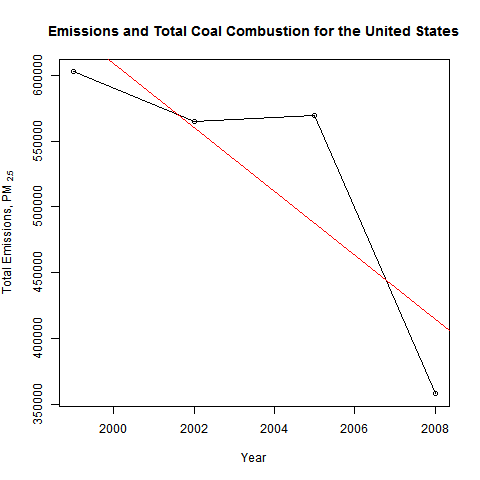 Emissions and Total Coal Combustion for the United States
600000
550000
500000
450000
400000
350000
Total Emissions, PM 2.5
2000 2002 2004 2006 2008
Year